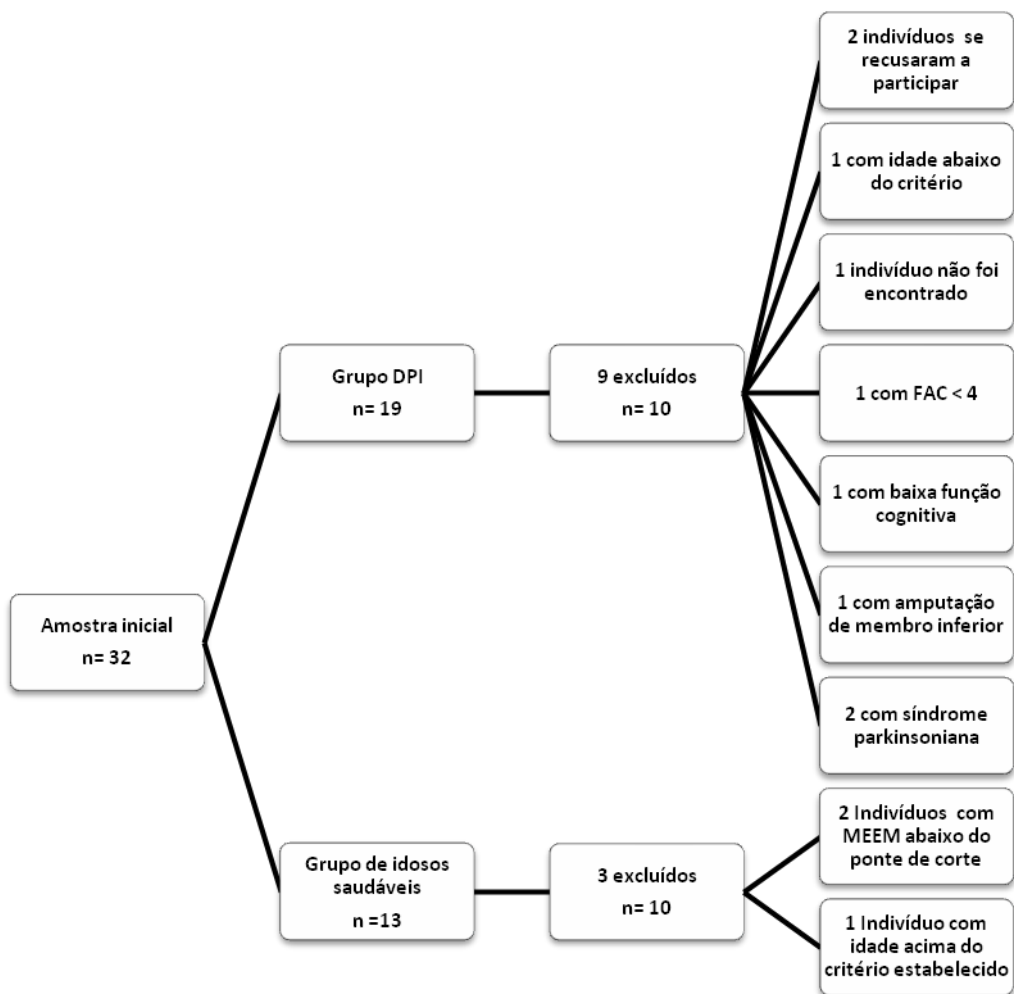 Amostra inicial
n= 32
Grupo DPI
n= 19
9 excluídos
n= 10
2 indivíduos se
recusaram a
participar
1 com idade abaixo
do critério
1 indivíduo não foi
encontrado
1 com FAC < 4
1 com baixa função
cognitiva
1 com amputação
de membro inferior
2 com síndrome
parkinsoniana
Grupo de idosos
saudáveis
n =13
3 excluídos
n= 10
2 Indivíduos com
MEEM abaixo do
ponte de corte
1 Indivíduo com
idade acima do
critério estabelecido